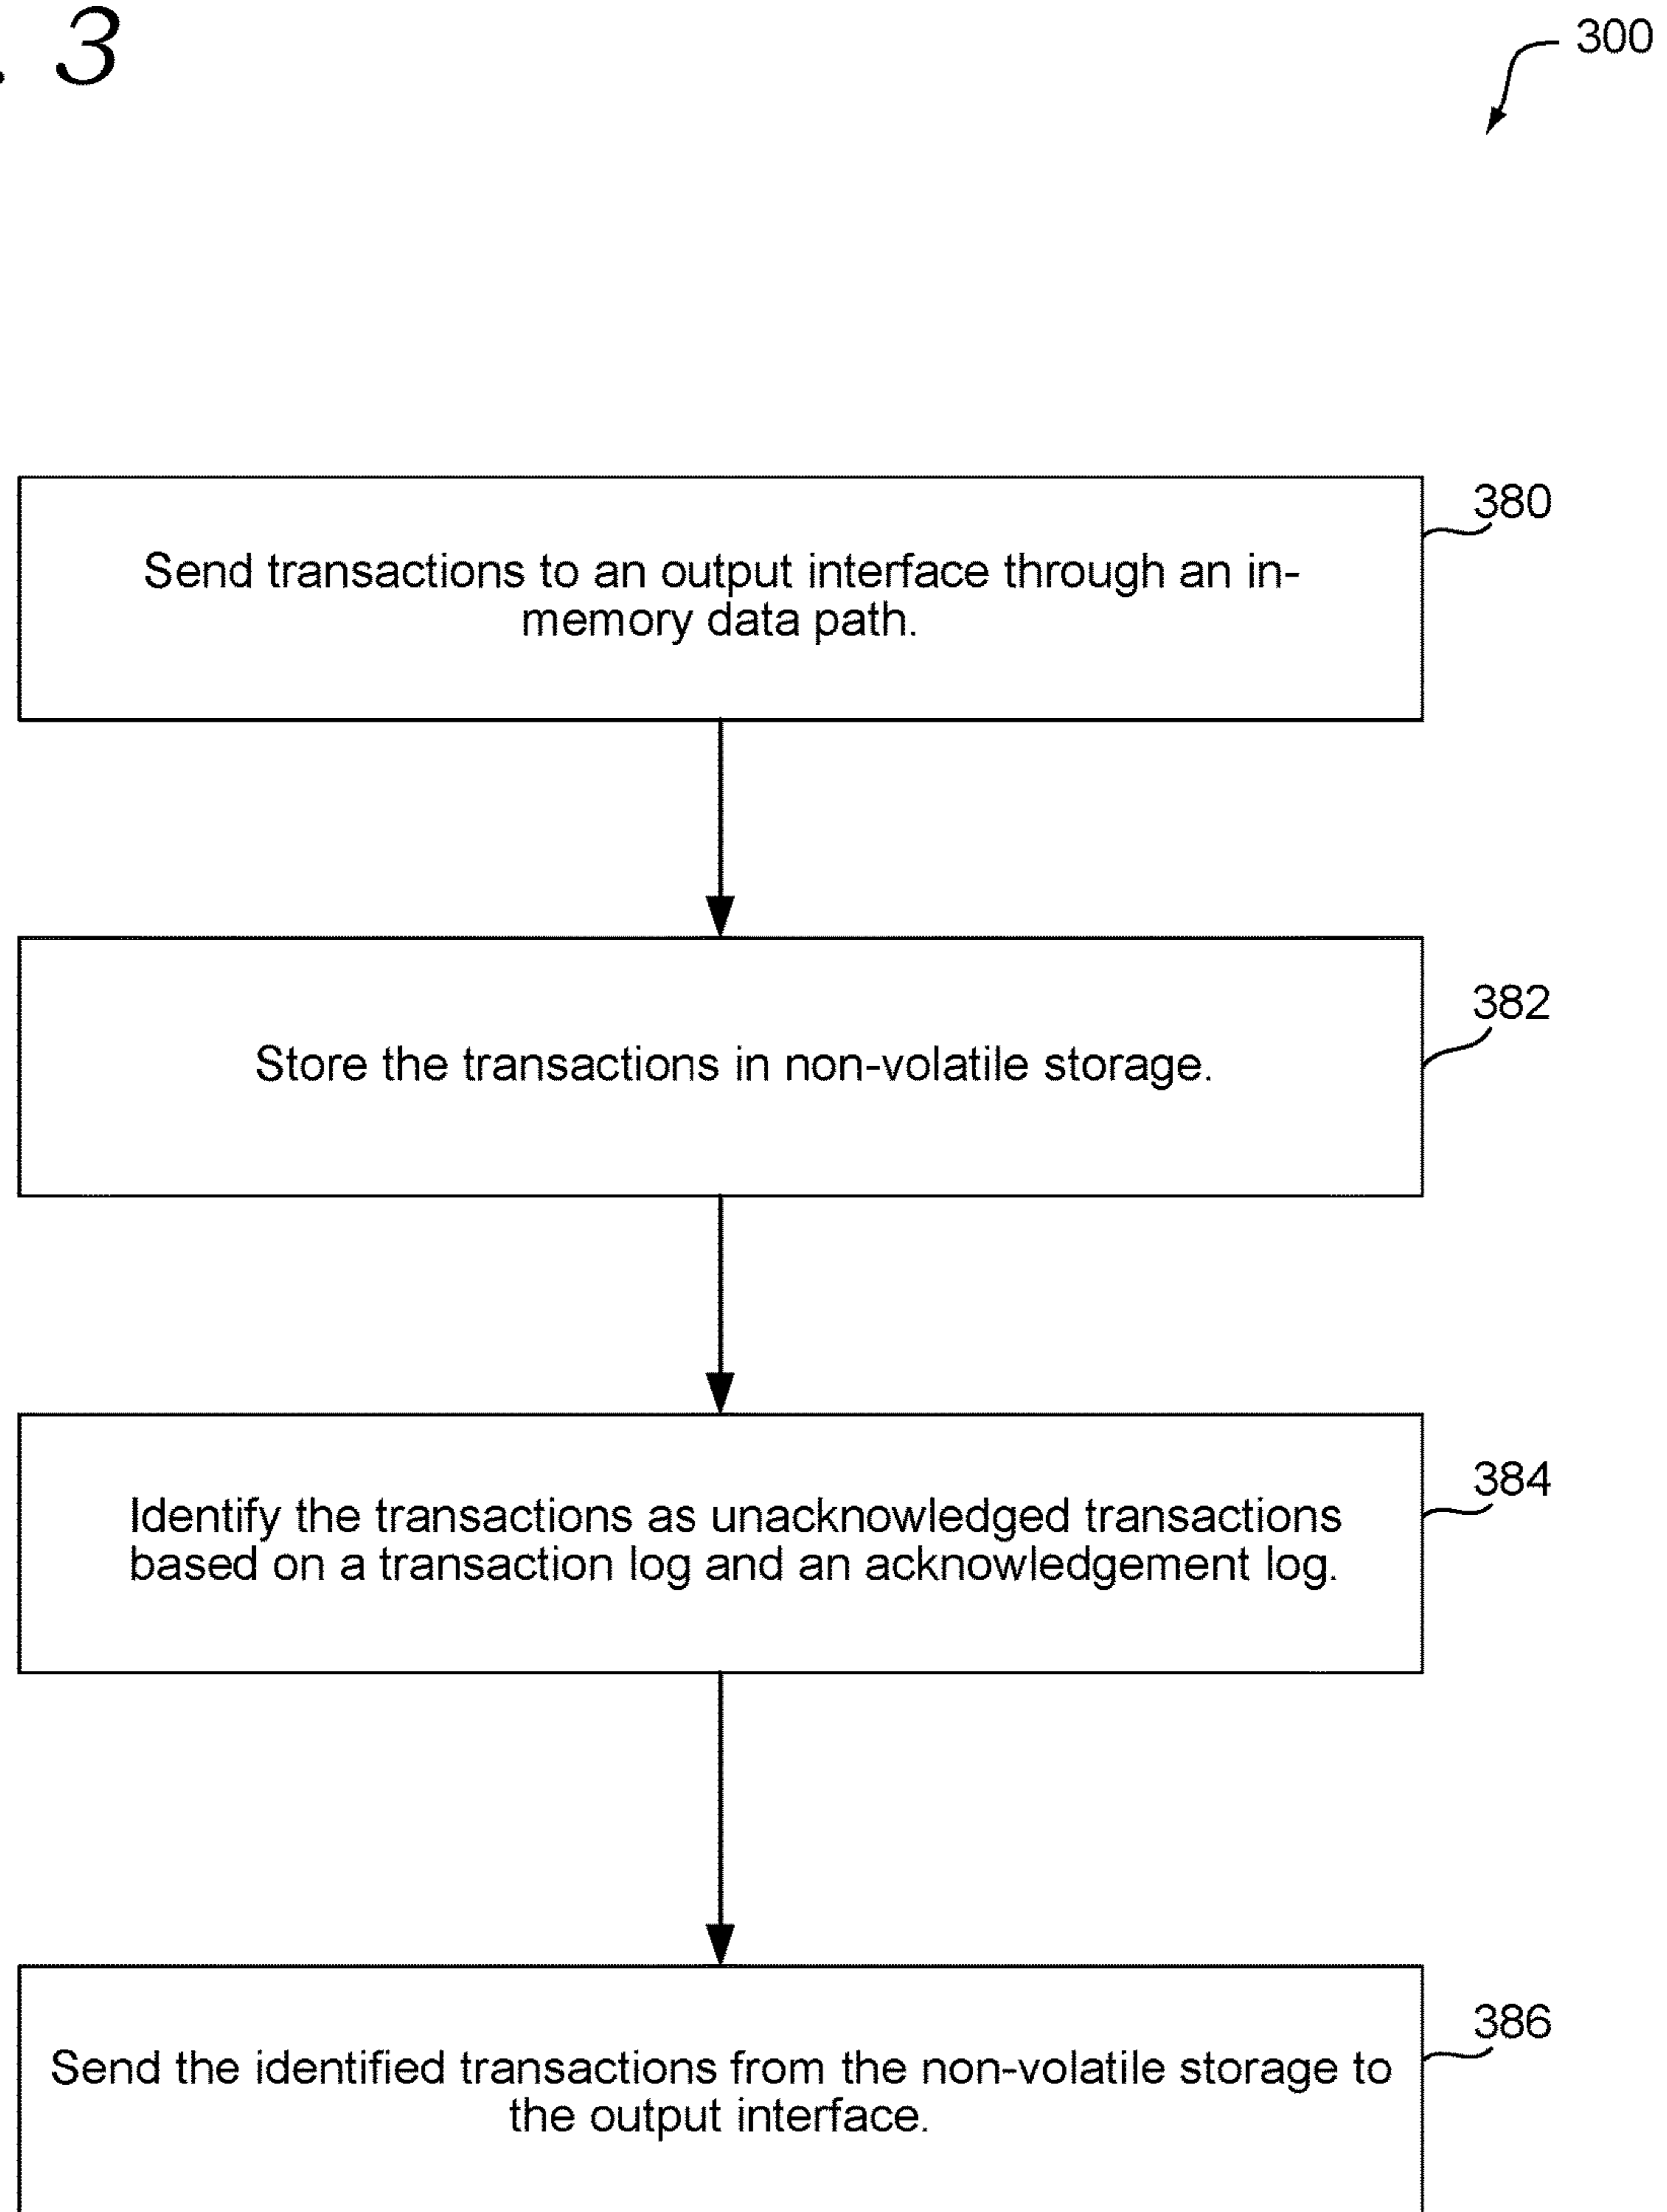 . 3
300
380
Send transactions to an output interface through an in-
memory data path.
382
Store the transactions in non-volatile storage.
384
Identify the transactions as unacknowledged transactions
based on a transaction log and an acknowledgement log.
386
Send the identified transactions from the non-volatile storage to
the output interface.